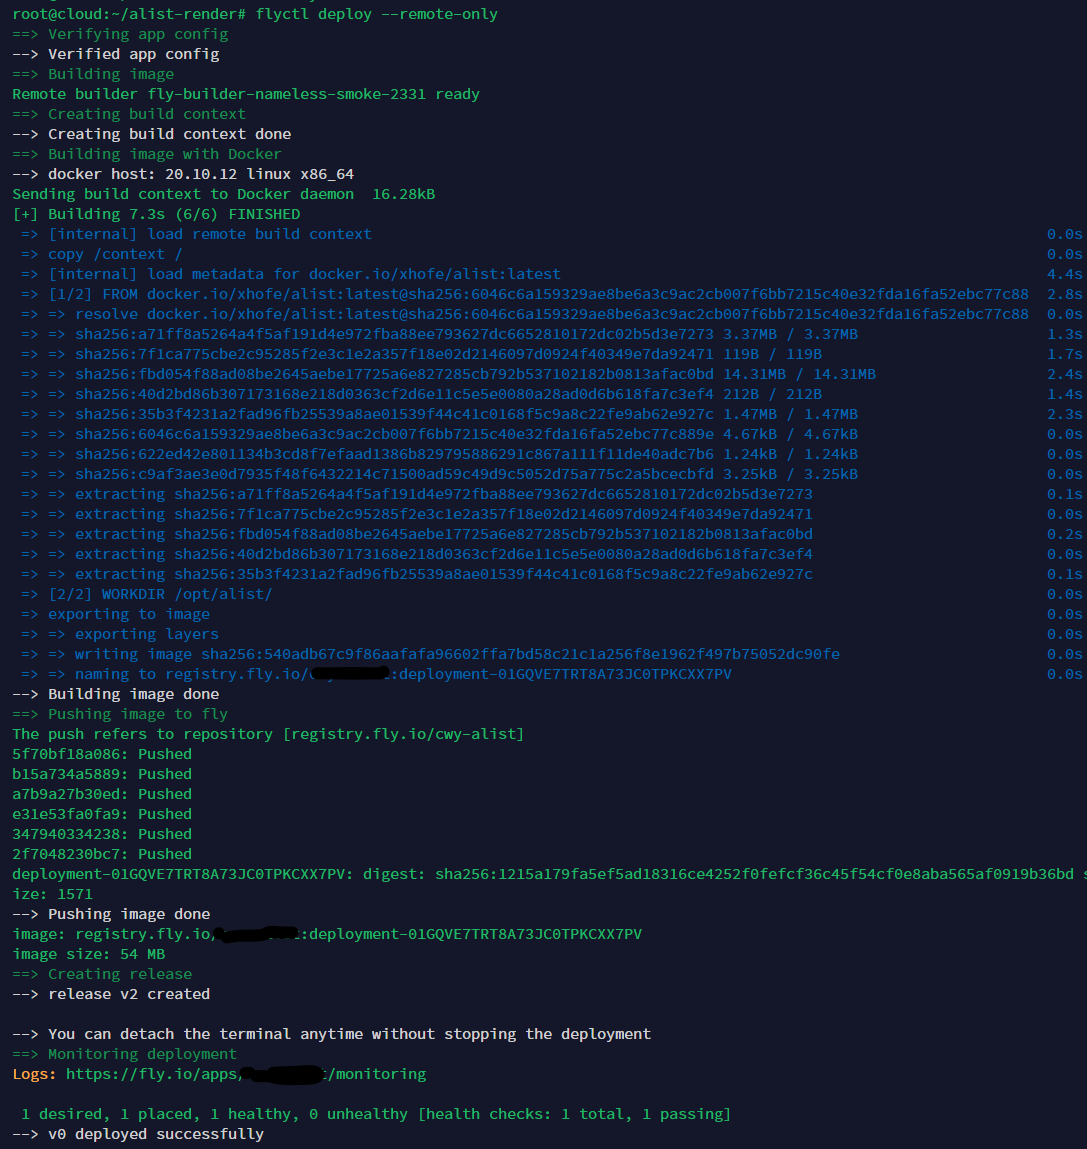 root@cloud:~/alist-render# flyctl deploy --remote-only
==> Verifying app config
--> Verified app config
==> Building image
Remote builder fly-builder-nameless-smoke-2331 ready
==> Creating build context
--> Creating build context done
==> Building image with Docker
--> docker host: 20.10.12 linux x86_64
Sending build context to Docker daemon  16.28kB
[+] Building 7.3s (6/6) FINISHED
 => [internal] load remote build context 0.0s
 => copy /context / 0.0s
 => [internal] load metadata for docker.io/xhofe/alist:latest 4.4s
 => [1/2] FROM docker.io/xhofe/alist:latest@sha256:6046c6a159329ae8be6a3c9ac2cb007f6bb7215c40e32fda16fa52ebc77c88 2.8s
 => => resolve docker.io/xhofe/alist:latest@sha256:6046c6a159329ae8be6a3c9ac2cb007f6bb7215c40e32fda16fa52ebc77c88 0.0s
 => => sha256:a71ff8a5264a4f5af191d4e972fba88ee793627dc6652810172dc02b5d3e7273 3.37MB / 3.37MB 1.3s
 => => sha256:7f1ca775cbe2c95285f2e3c1e2a357f18e02d2146097d0924f40349e7da92471 119B / 119B 1.7s
 => => sha256:fbd054f88ad08be2645aebe17725a6e827285cb792b537102182b0813afac0bd 14.31MB / 14.31MB 2.4s
 => => sha256:40d2bd86b307173168e218d0363cf2d6e11c5e5e0080a28ad0d6b618fa7c3ef4 212B / 212B 1.4s
 => => sha256:35b3f4231a2fad96fb25539a8ae01539f44c41c0168f5c9a8c22fe9ab62e927c 1.47MB / 1.47MB 2.3s
 => => sha256:6046c6a159329ae8be6a3c9ac2cb007f6bb7215c40e32fda16fa52ebc77c889e 4.67kB / 4.67kB 0.0s
 => => sha256:622ed42e801134b3cd8f7efaad1386b829795886291c867a111f11de40adc7b6 1.24kB / 1.24kB 0.0s
 => => sha256:c9af3ae3e0d7935f48f6432214c71500ad59c49d9c5052d75a775c2a5bcecbfd 3.25kB / 3.25kB 0.0s
 => => extracting sha256:a71ff8a5264a4f5af191d4e972fba88ee793627dc6652810172dc02b5d3e7273 0.1s
 => => extracting sha256:7f1ca775cbe2c95285f2e3c1e2a357f18e02d2146097d0924f40349e7da92471 0.0s
 => => extracting sha256:fbd054f88ad08be2645aebe17725a6e827285cb792b537102182b0813afac0bd 0.2s
 => => extracting sha256:40d2bd86b307173168e218d0363cf2d6e11c5e5e0080a28ad0d6b618fa7c3ef4 0.0s
 => => extracting sha256:35b3f4231a2fad96fb25539a8ae01539f44c41c0168f5c9a8c22fe9ab62e927c 0.1s
 => [2/2] WORKDIR /opt/alist/ 0.0s
 => exporting to image 0.0s
 => => exporting layers 0.0s
 => => writing image sha256:540adb67c9f86aafafa96602ffa7bd58c21c1a256f8e1962f497b75052dc90fe 0.0s
 => => naming to registry.fly.io/ :deployment-01GQVE7TRT8A73JC0TPKCXX7PV 0.0s
--> Building image done
==> Pushing image to fly
The push refers to repository [registry.fly.io/cwy-alist]
5f70bf18a086: Pushed
b15a734a5889: Pushed
a7b9a27b30ed: Pushed
e31e53fa0fa9: Pushed
347940334238: Pushed
2f7048230bc7: Pushed
deployment-01GQVE7TRT8A73JC0TPKCXX7PV: digest: sha256:1215a179fa5ef5ad18316ce4252f0fefcf36c45f54cf0e8aba565af0919b36bd s
ize: 1571
--> Pushing image done
image: registry.fly.io/ :deployment-01GQVE7TRT8A73JC0TPKCXX7PV
image size: 54 MB
==> Creating release
--> release v2 created
--> You can detach the terminal anytime without stopping the deployment
==> Monitoring deployment
Logs: https://fly.io/apps/ /monitoring
 1 desired, 1 placed, 1 healthy, 0 unhealthy [health checks: 1 total, 1 passing]
--> v0 deployed successfully